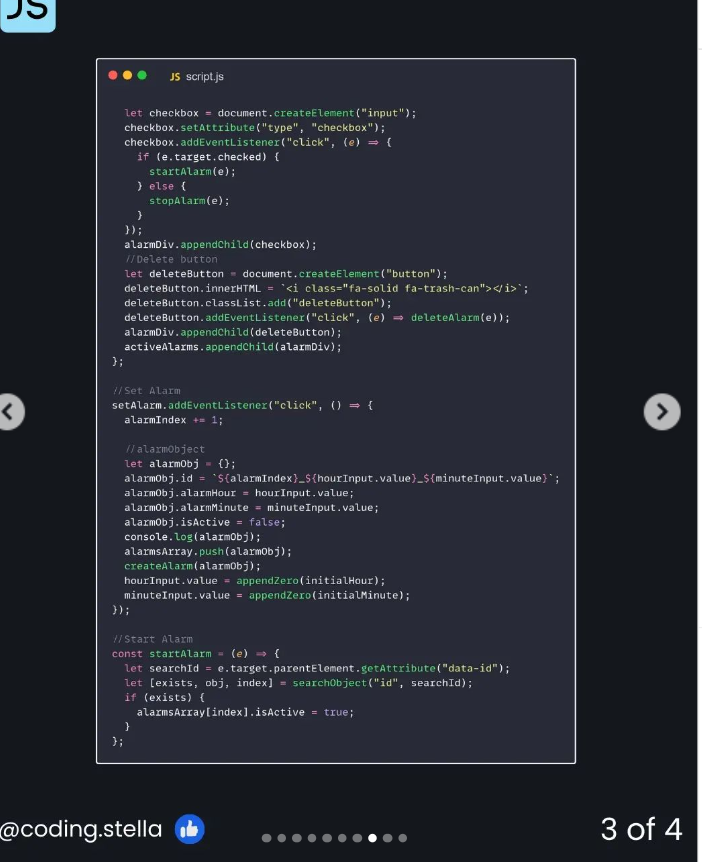 JS
JS script.js
let checkbox = document.createElement("input");
checkbox.setAttribute("type", "checkbox");
checkbox.addEventListener("click", (e) => {
if (e.target.checked) {
startAlarm(e);
} else {
stopAlarm(e);
}
});
alarmDiv.appendChild(checkbox);
//Delete button
let deleteButton = document.createElement("button");
deleteButton.innerHTML = `<i class="fa-solid fa-trash-can"></i>`;
deleteButton.classList.add("deleteButton");
deleteButton.addEventListener("click", (e) => deleteAlarm(e));
alarmDiv.appendChild(deleteButton);
activeAlarms.appendChild(alarmDiv);
};
//Set Alarm
setAlarm.addEventListener("click", () => {
alarmIndex += 1;
//alarmObject
let alarmObj = {};
alarmObj.id = `${alarmIndex}_${hourInput.value}_${minuteInput.value}`;
alarmObj.alarmHour = hourInput.value;
alarmObj.alarmMinute = minuteInput.value;
alarmObj.isActive = false;
console.log(alarmObj);
alarmsArray.push(alarmObj);
createAlarm(alarmObj);
hourInput.value = appendZero(initialHour);
minuteInput.value = appendZero(initialMinute);
});
//Start Alarm
const startAlarm = (e) => {
let searchId = e.target.parentElement.getAttribute("data-id");
let [exists, obj, index] = searchObject("id", searchId);
if (exists) {
alarmsArray[index].isActive = true;
}
};
@coding.stella
3 of 4